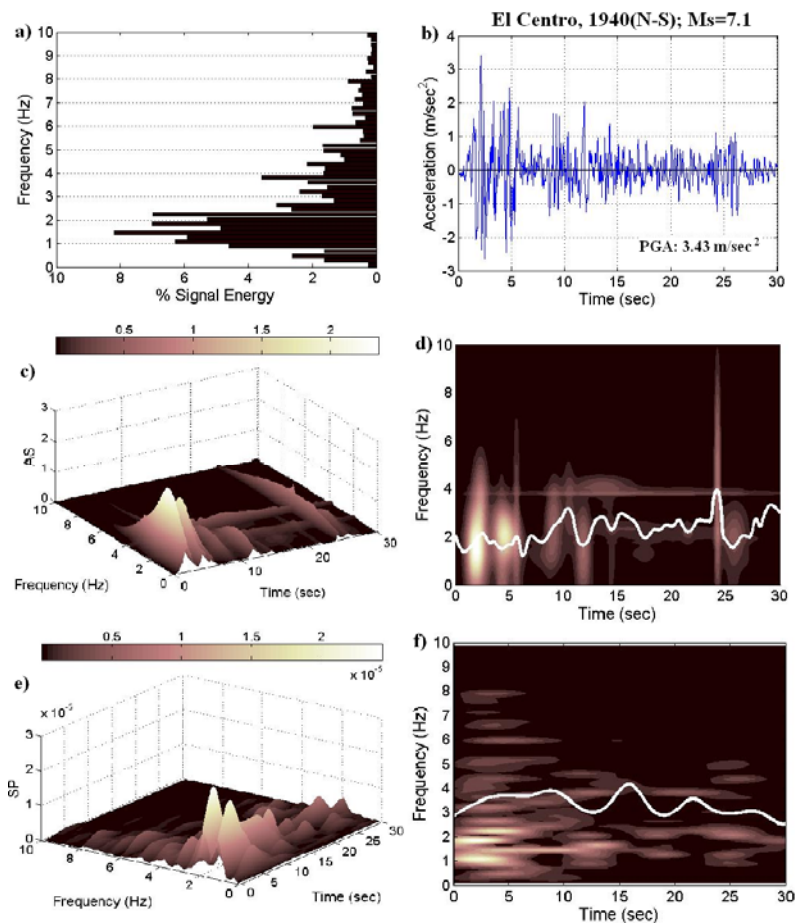 El Centro, 1940(N-S); Ms=7.1
a)
10
9
8
7
6
5
4
3
2
1
0
Frequency (Hz)
10 8 6 4 2 0
% Signal Energy
b)
4
3
2
1
0
-1
-2
-3
Acceleration (m/sec²)
PGA: 3.43 m/sec²
0 5 10 15 20 25 30
Time (sec)
0.5 1 1.5 2
c)
3
2
1
0
AS
10 8 6 4 2 0
Frequency (Hz)
0 10 20 30
Time (sec)
d)
10
8
6
4
2
0
Frequency (Hz)
0 5 10 15 20 25 30
Time (sec)
0.5 1 1.5 2
x 10⁻⁵
e)
x 10⁻⁵
3
2
1
0
SP
10 8 6 4 2 0
Frequency (Hz)
0 5 10 15 20 25 30
Time (sec)
f)
10
9
8
7
6
5
4
3
2
1
0
Frequency (Hz)
0 5 10 15 20 25 30
Time (sec)